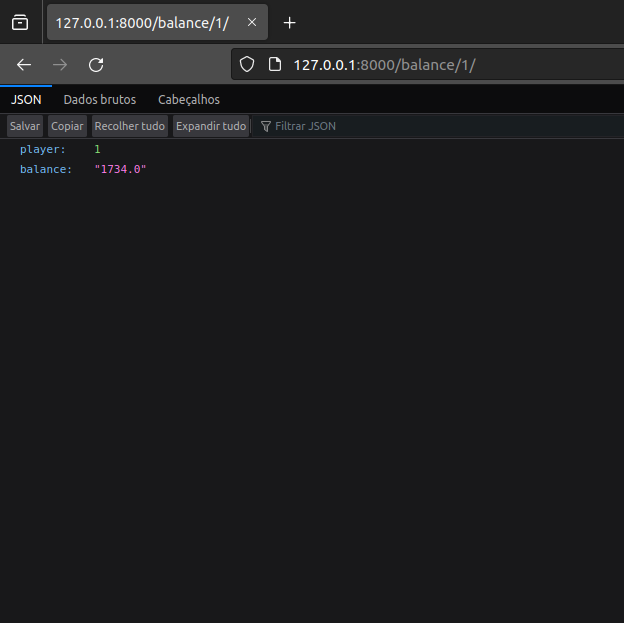 127.0.0.1:8000/balance/1/
127.0.0.1:8000/balance/1/
JSON Dados brutos Cabeçalhos
Salvar Copiar Recolher tudo Expandir tudo Filtrar JSON
player: 1
balance: "1734.0"